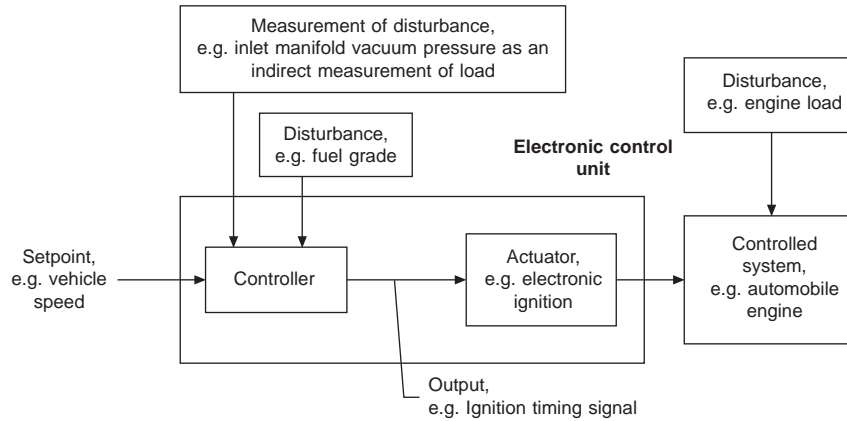 Measurement of disturbance,
e.g. inlet manifold vacuum pressure as an
indirect measurement of load
Disturbance,
e.g. engine load
Disturbance,
e.g. fuel grade
Electronic control
unit
Setpoint,
e.g. vehicle
speed
Controller
Actuator,
e.g. electronic
ignition
Controlled
system,
e.g. automobile
engine
Output,
e.g. Ignition timing signal